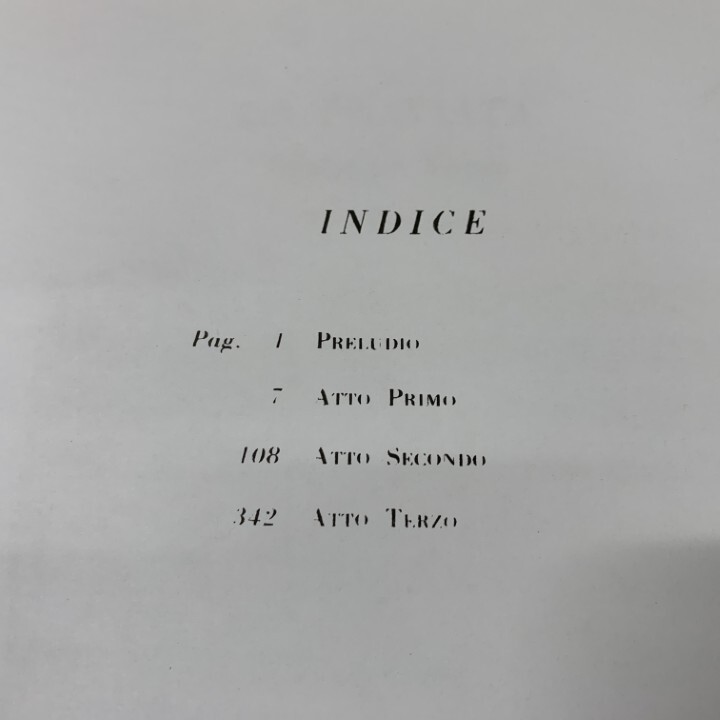 INDICE
Pag. 1 PRELUDIO
7 ATTO PRIMO
108 ATTO SECONDO
342 ATTO TERZO